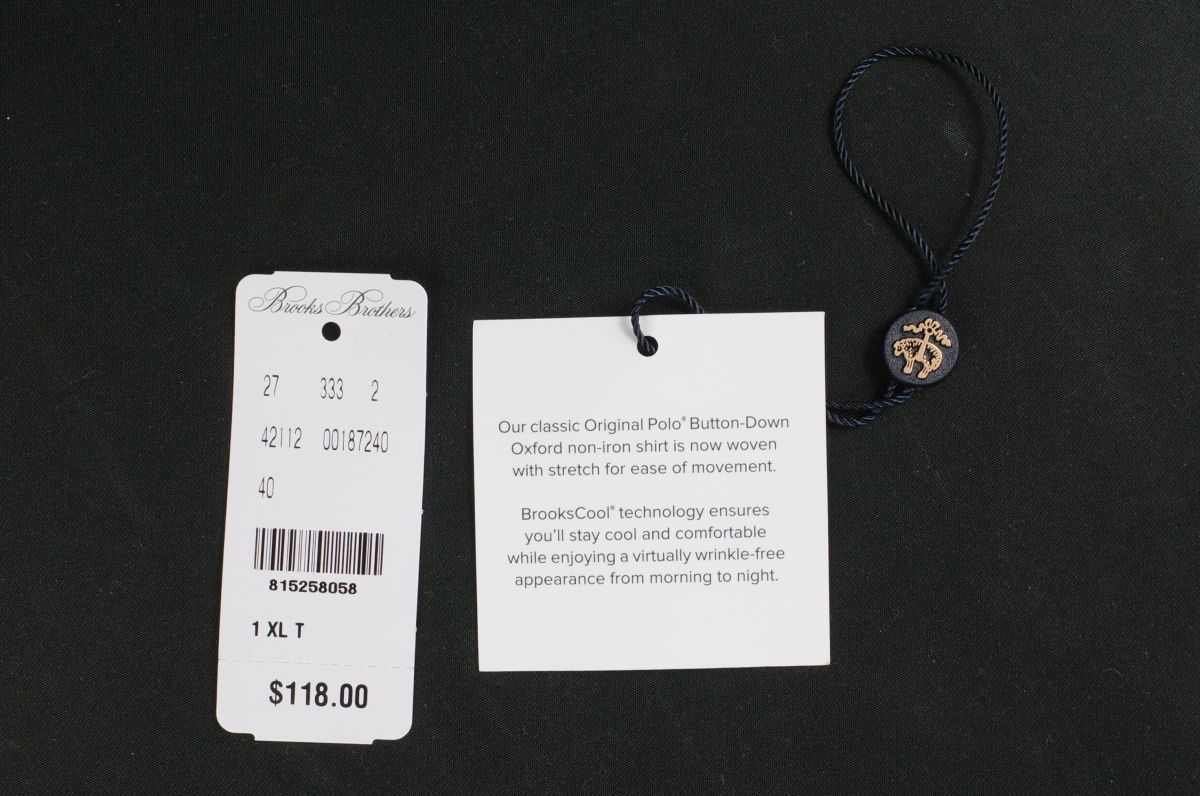 Brooks Brothers
27 333 2
42112 00187240
40
815258058
1 XL T
$118.00
Our classic Original Polo® Button-Down
Oxford non-iron shirt is now woven
with stretch for ease of movement.
BrooksCool® technology ensures
you'll stay cool and comfortable
while enjoying a virtually wrinkle-free
appearance from morning to night.